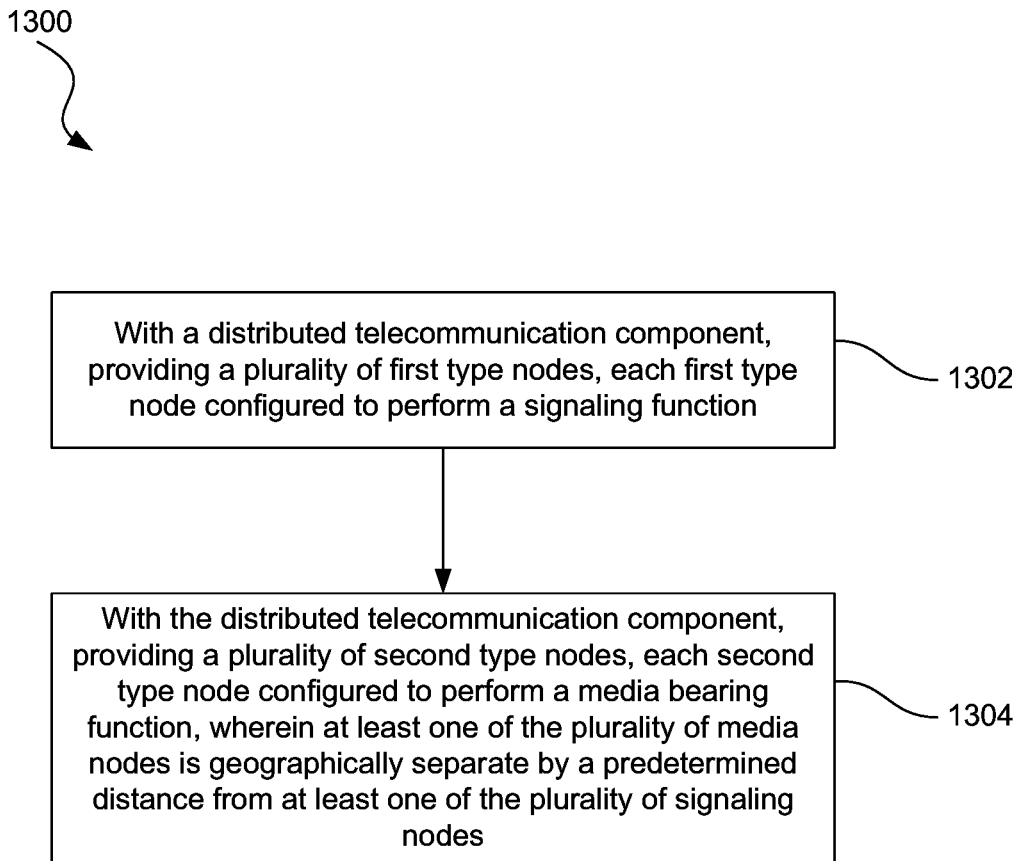 1300
With a distributed telecommunication component,
providing a plurality of first type nodes, each first type
node configured to perform a signaling function
1302
With the distributed telecommunication component,
providing a plurality of second type nodes, each second
type node configured to perform a media bearing
function, wherein at least one of the plurality of media
nodes is geographically separate by a predetermined
distance from at least one of the plurality of signaling
nodes
1304